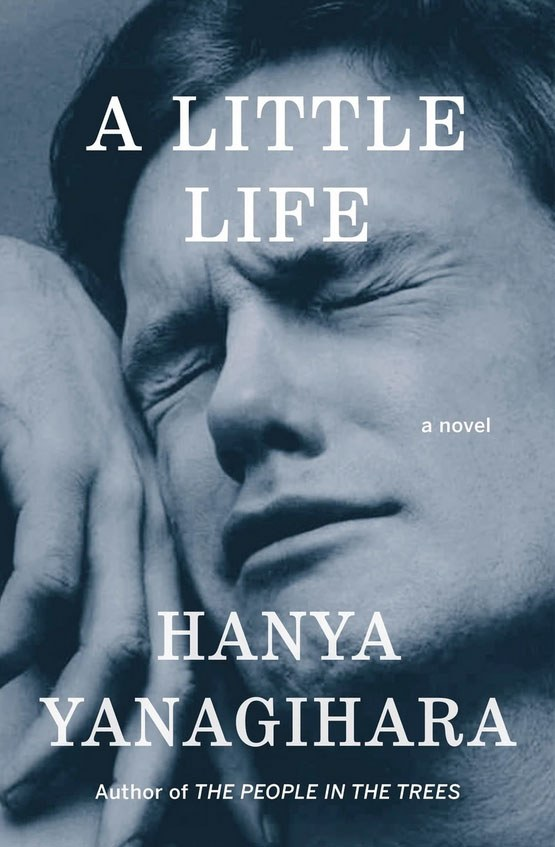 A LITTLE
LIFE
a novel
HANYA
YANAGIHARA
Author of THE PEOPLE IN THE TREES